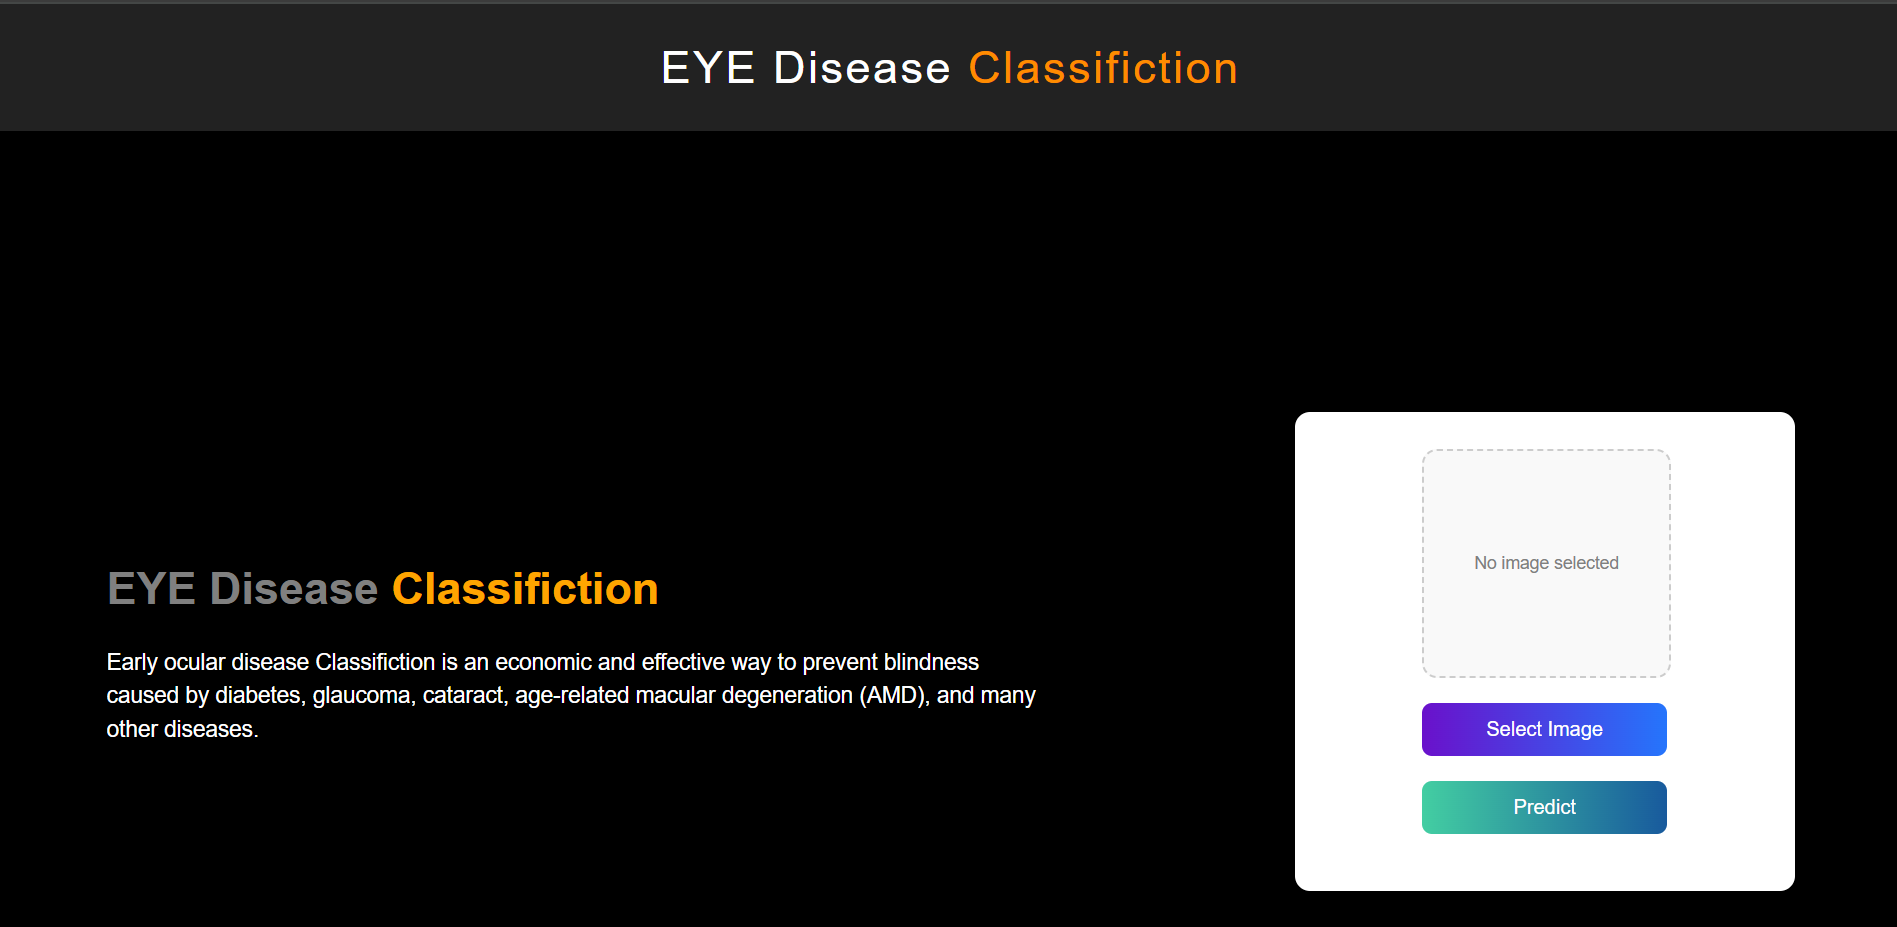 EYE Disease Classifiction
EYE Disease Classifiction
Early ocular disease Classifiction is an economic and effective way to prevent blindness
caused by diabetes, glaucoma, cataract, age-related macular degeneration (AMD), and many
other diseases.
No image selected
Select Image
Predict